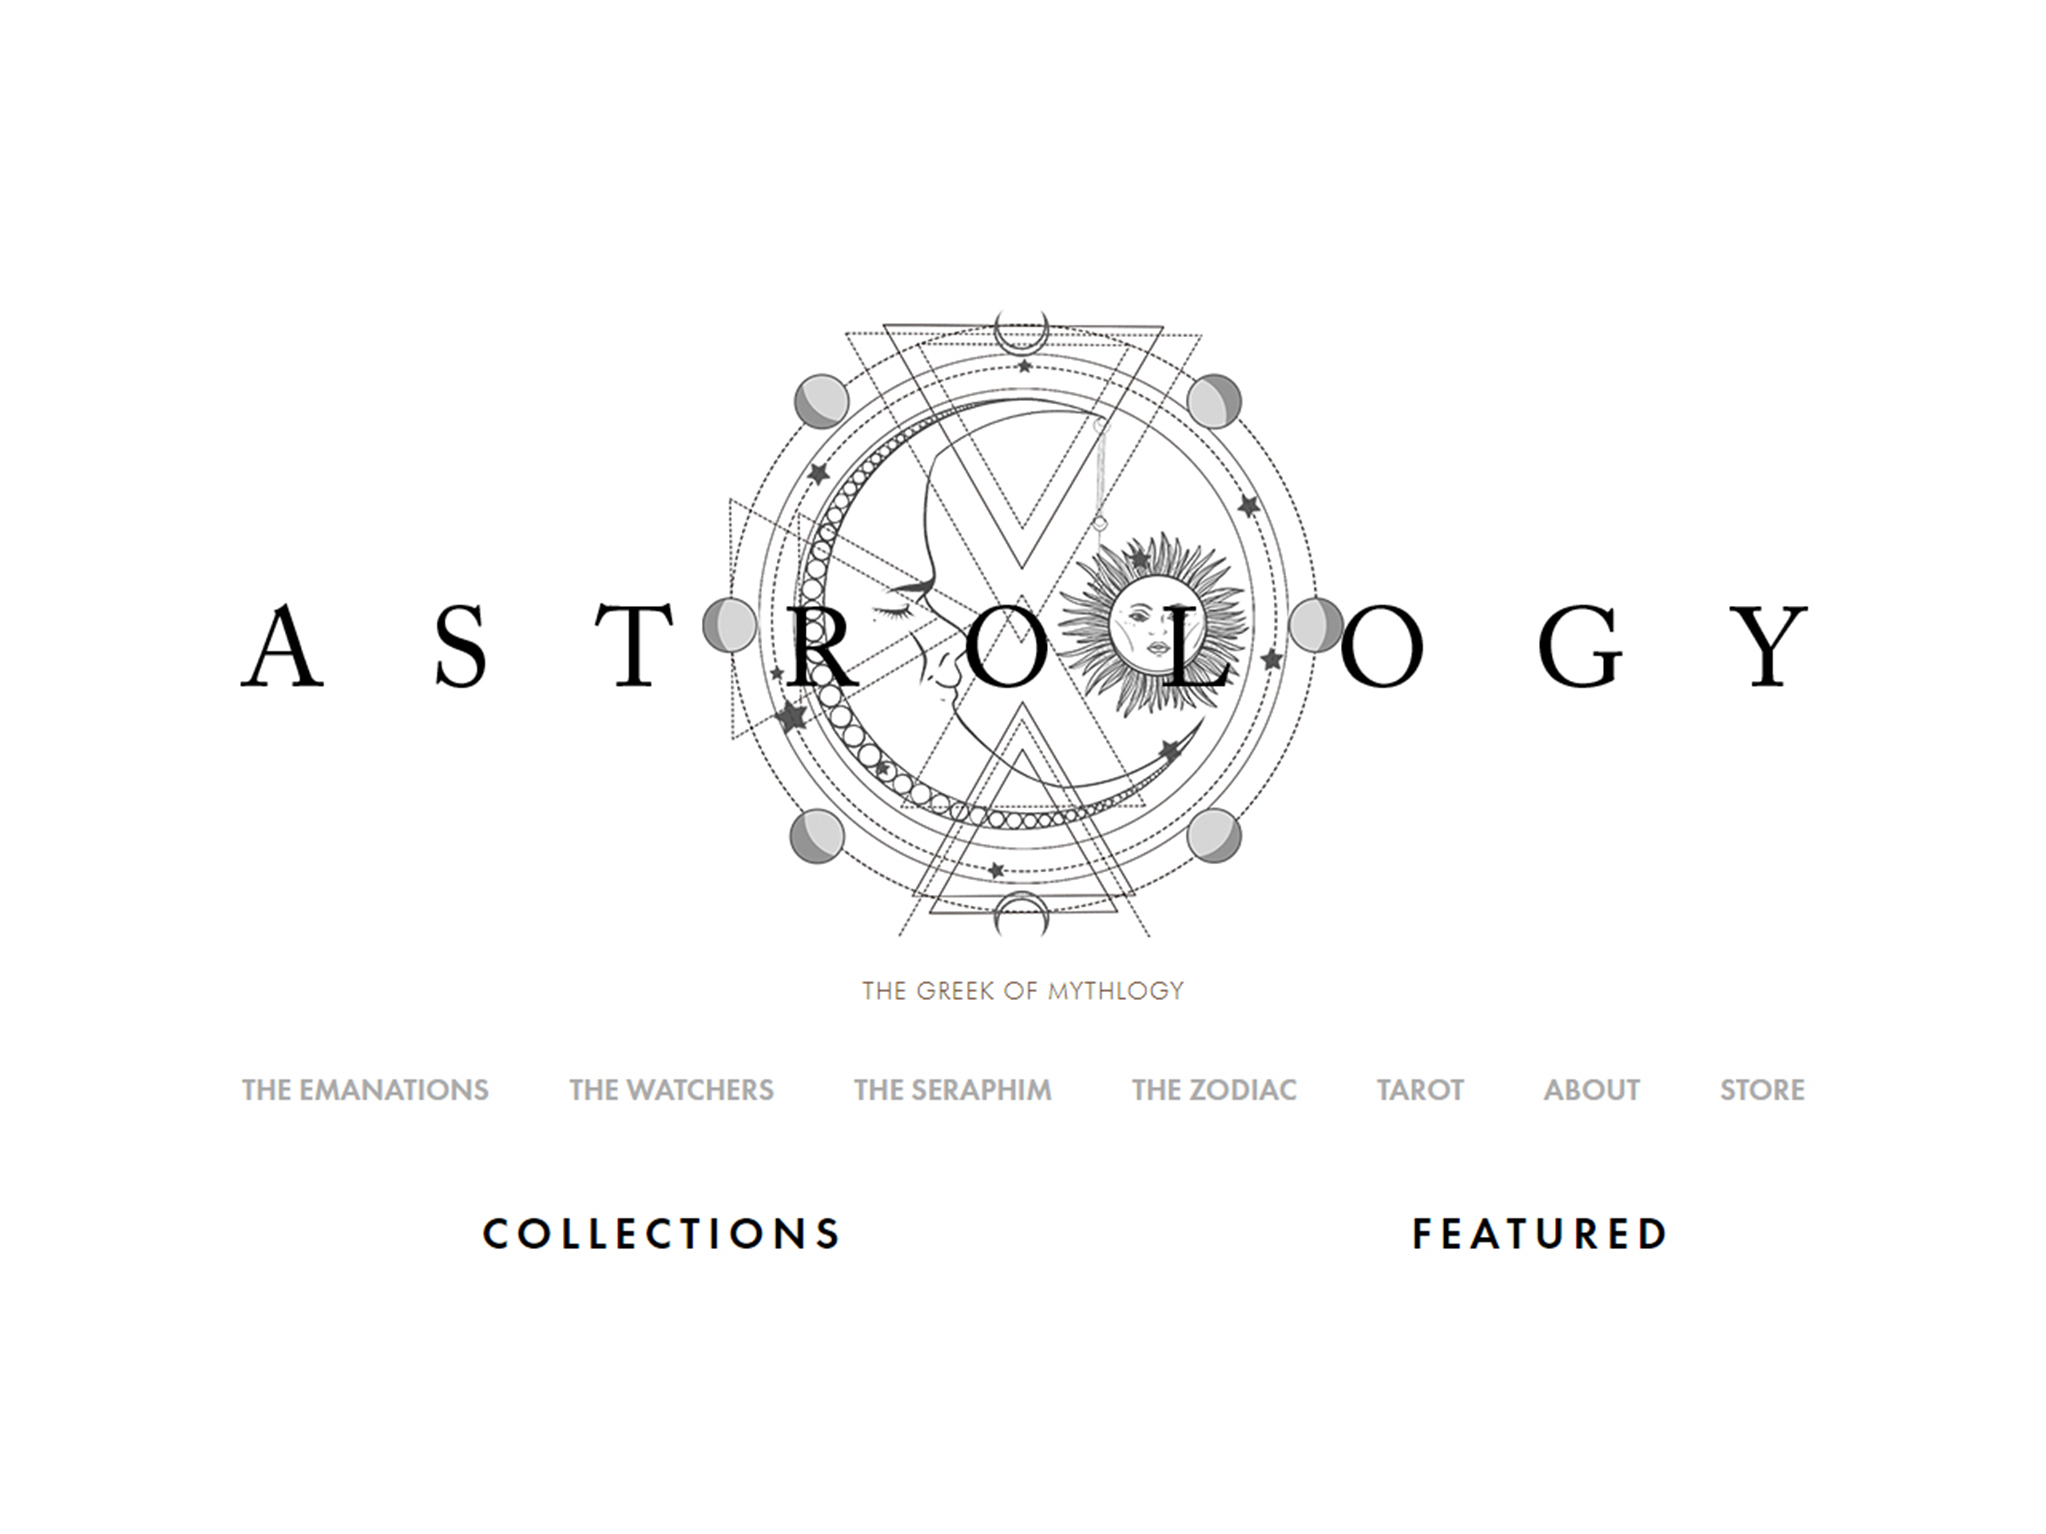 ASTROLOGY
THE GREEK OF MYTHLOGY
THE EMANATIONS THE WATCHERS THE SERAPHIM THE ZODIAC TAROT ABOUT STORE
COLLECTIONS FEATURED